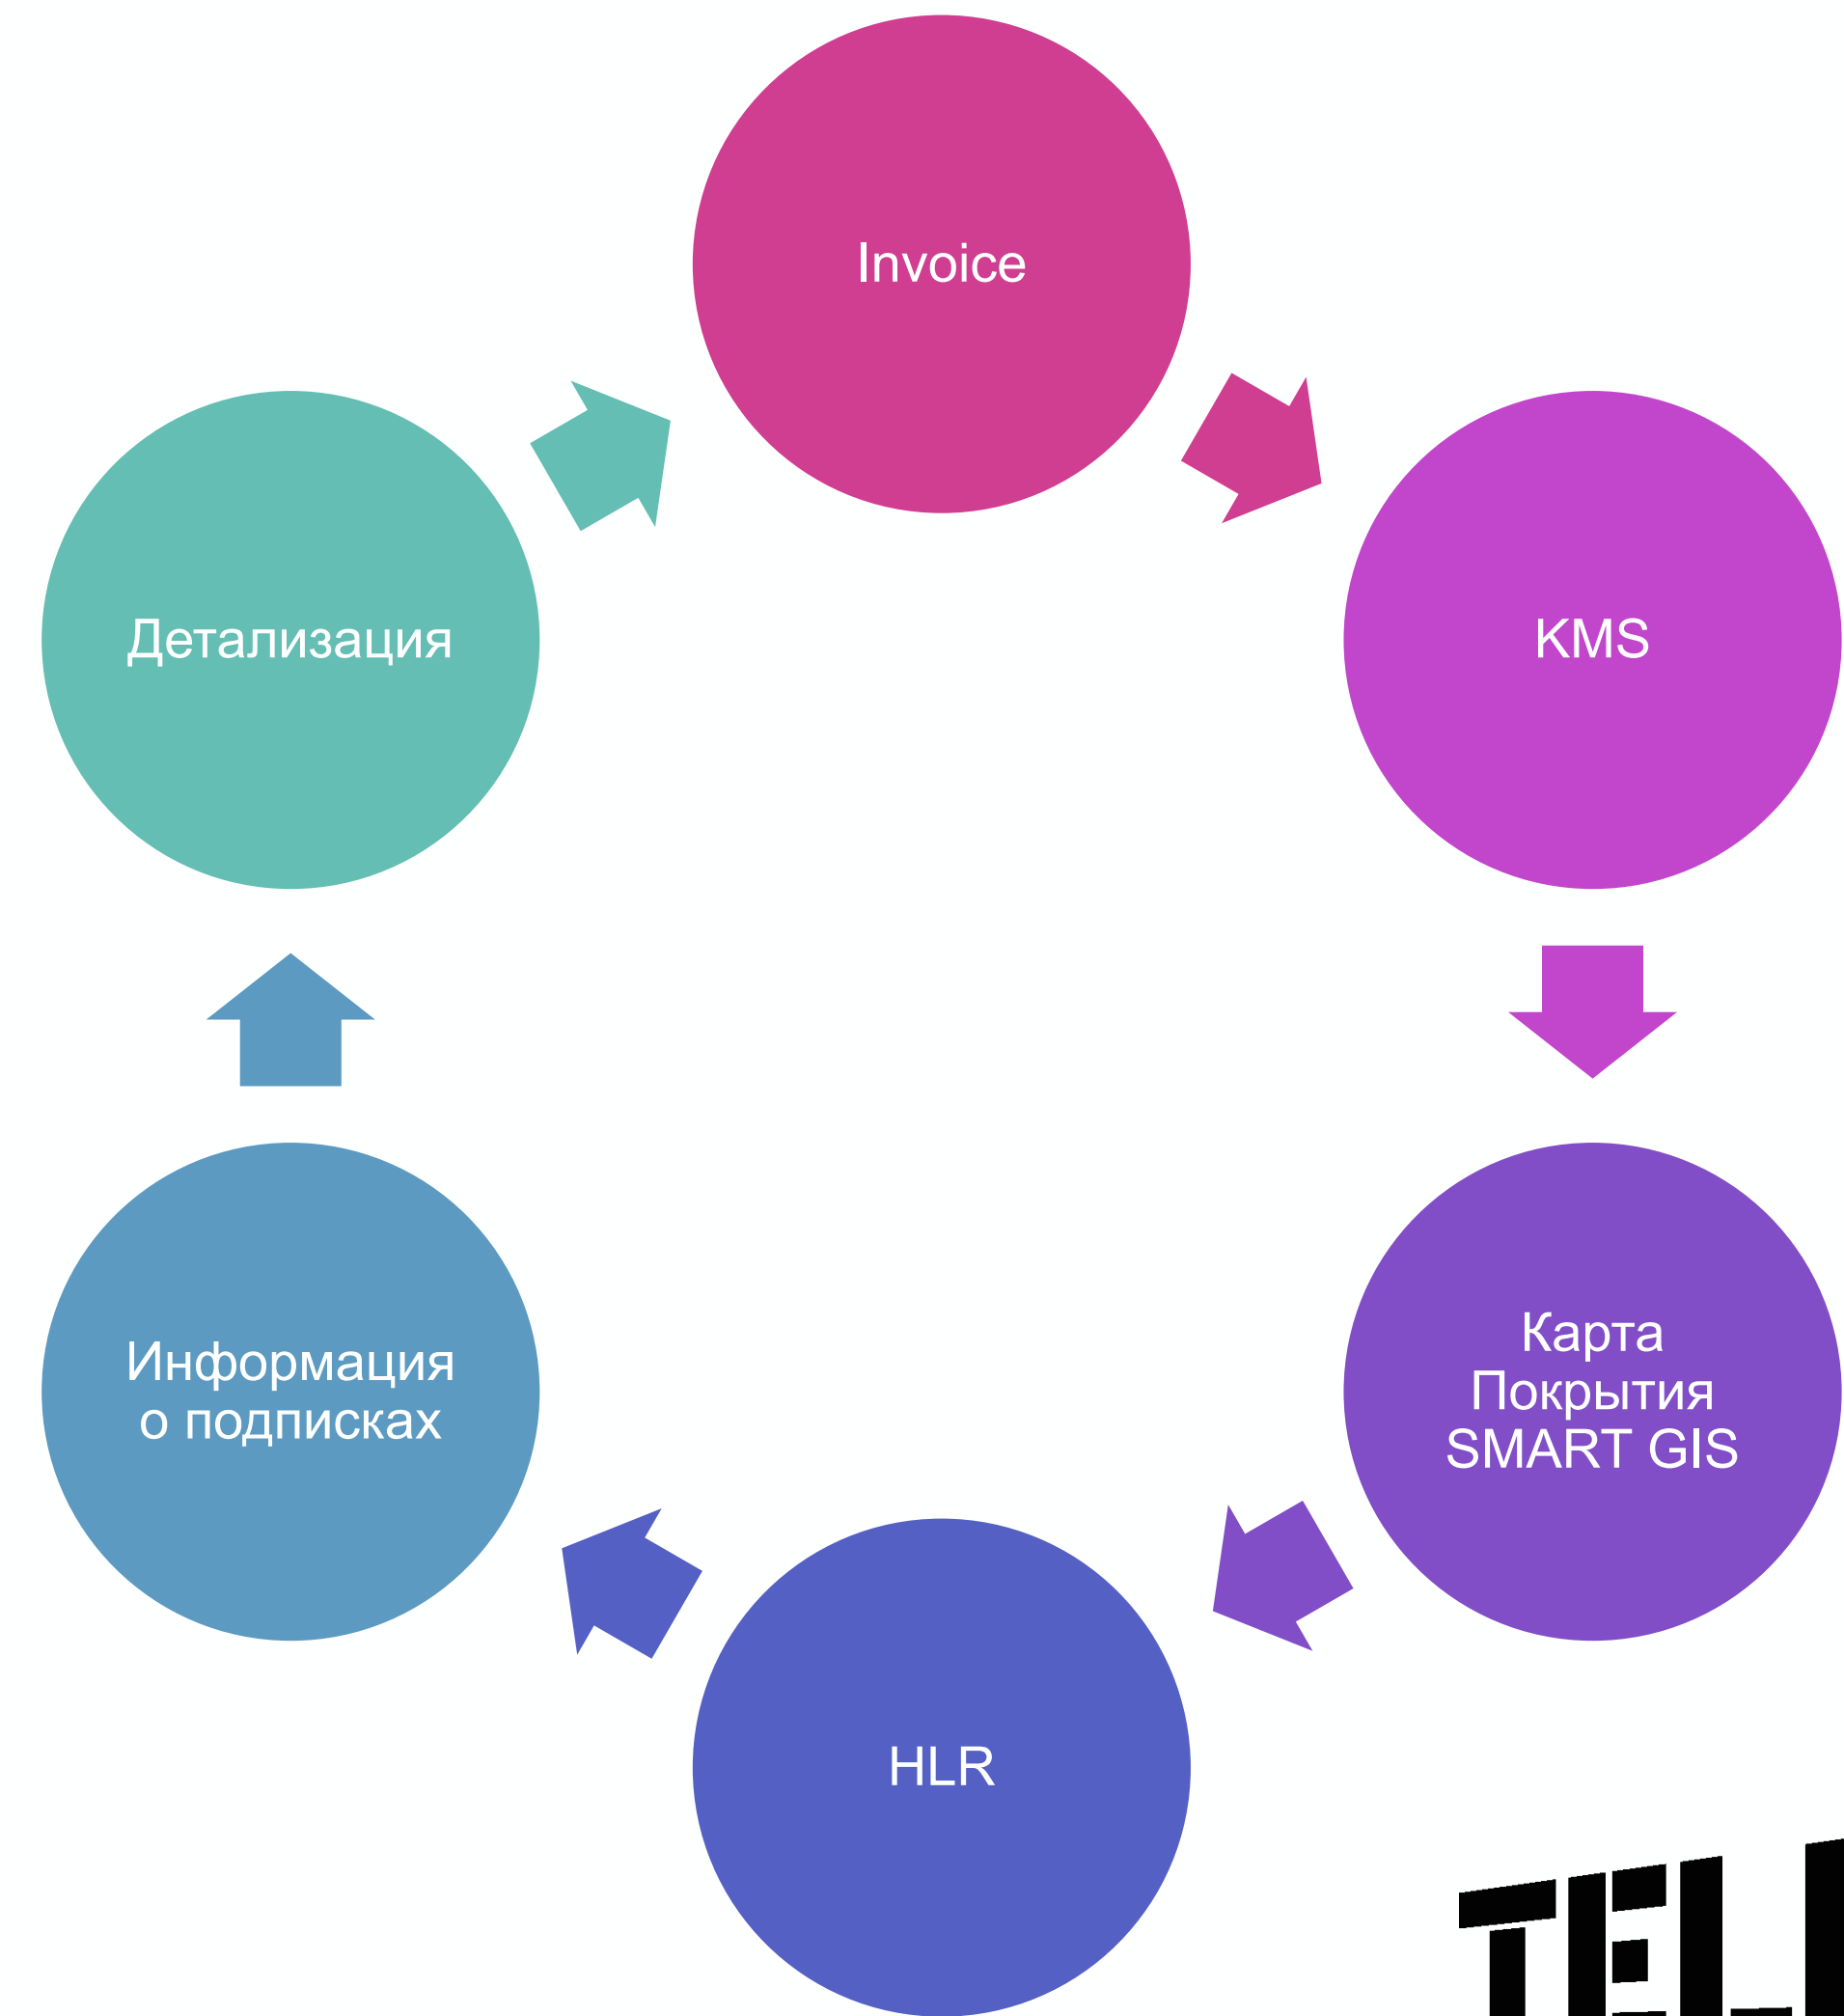 Invoice
KMS
Карта
Покрытия
SMART GIS
HLR
Информация
о подписках
Детализация